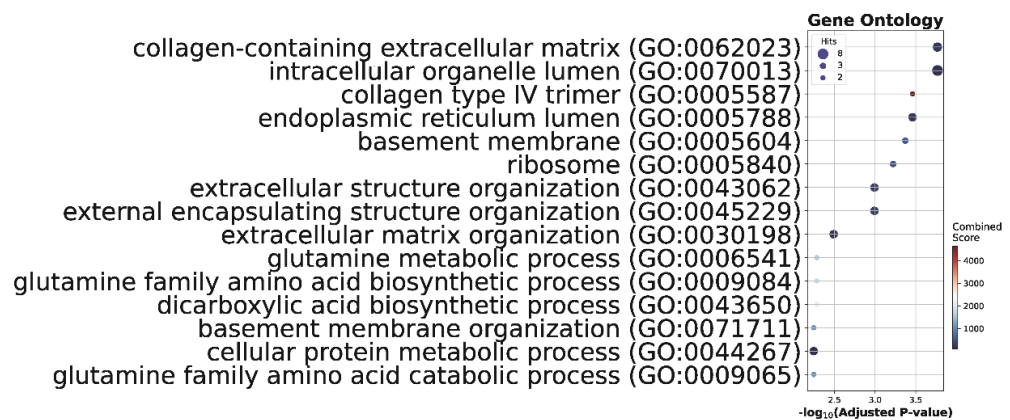 Gene Ontology
collagen-containing extracellular matrix (GO:0062023)
intracellular organelle lumen (GO:0070013)
collagen type IV trimer (GO:0005587)
endoplasmic reticulum lumen (GO:0005788)
basement membrane (GO:0005604)
ribosome (GO:0005840)
extracellular structure organization (GO:0043062)
external encapsulating structure organization (GO:0045229)
extracellular matrix organization (GO:0030198)
glutamine metabolic process (GO:0006541)
glutamine family amino acid biosynthetic process (GO:0009084)
dicarboxylic acid biosynthetic process (GO:0043650)
basement membrane organization (GO:0071711)
cellular protein metabolic process (GO:0044267)
glutamine family amino acid catabolic process (GO:0009065)
Hits
8
3
2
Combined
Score
4000
3000
2000
1000
2.5 3.0 3.5
-log₁₀(Adjusted P-value)